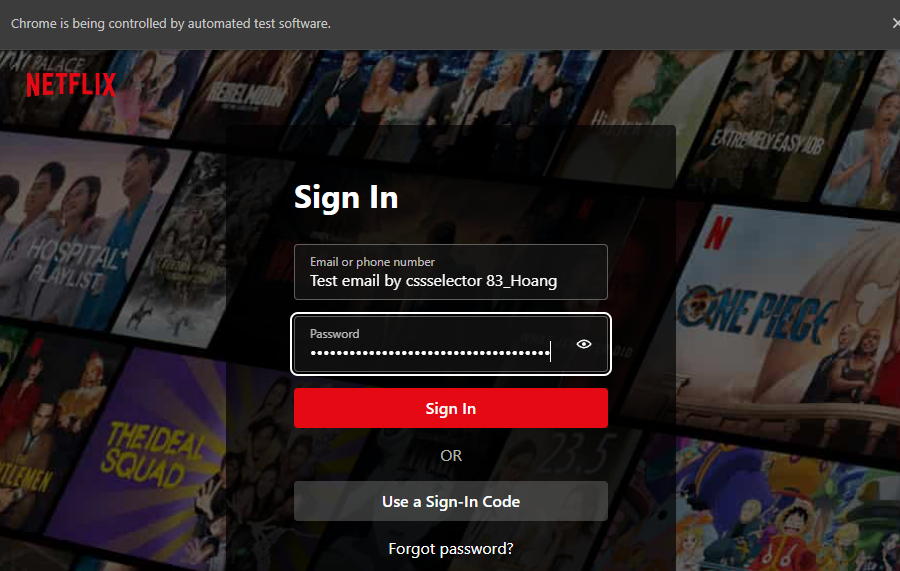 Chrome is being controlled by automated test software.
PALACE
NETFLIX
REBEL MOON
EXTREMELY EASY JOB
Sign In
HOSPITAL
PLAYLIST
Email or phone number
Test email by cssselector 83_Hoang
N
ONE PIECE
Password
••••••••••••••••••••••••••••••••••••
Sign In
THE IDEAL
SQUAD
OR
23.5
Use a Sign-In Code
Forgot password?